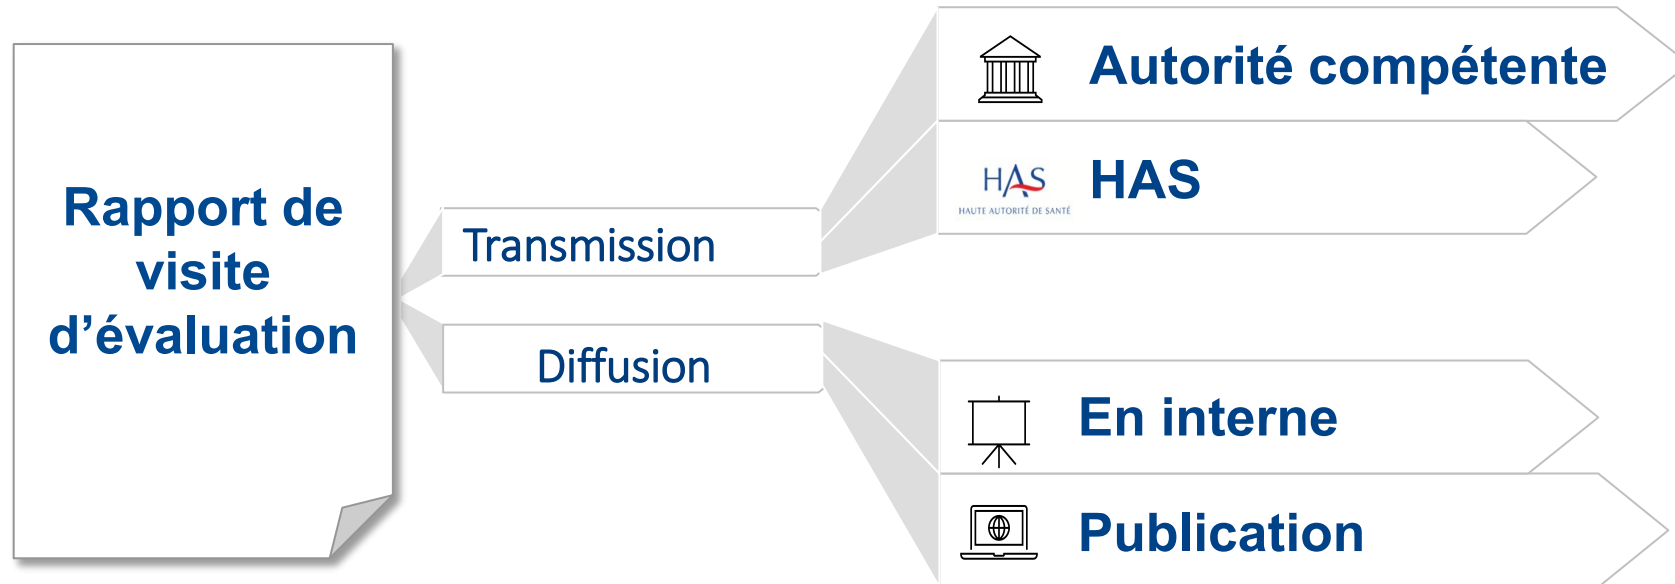 Rapport de
visite
d’évaluation
Transmission
Diffusion
Autorité compétente
HAS
HAUTE AUTORITÉ DE SANTÉ
HAS
En interne
Publication